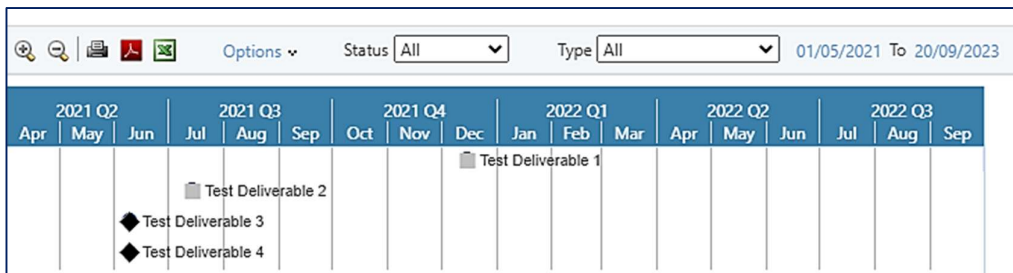 Options Status All Type All 01/05/2021 To 20/09/2023
2021 Q2 2021 Q3 2021 Q4 2022 Q1 2022 Q2 2022 Q3
Apr May Jun Jul Aug Sep Oct Nov Dec Jan Feb Mar Apr May Jun Jul Aug Sep
Test Deliverable 1
Test Deliverable 2
Test Deliverable 3
Test Deliverable 4